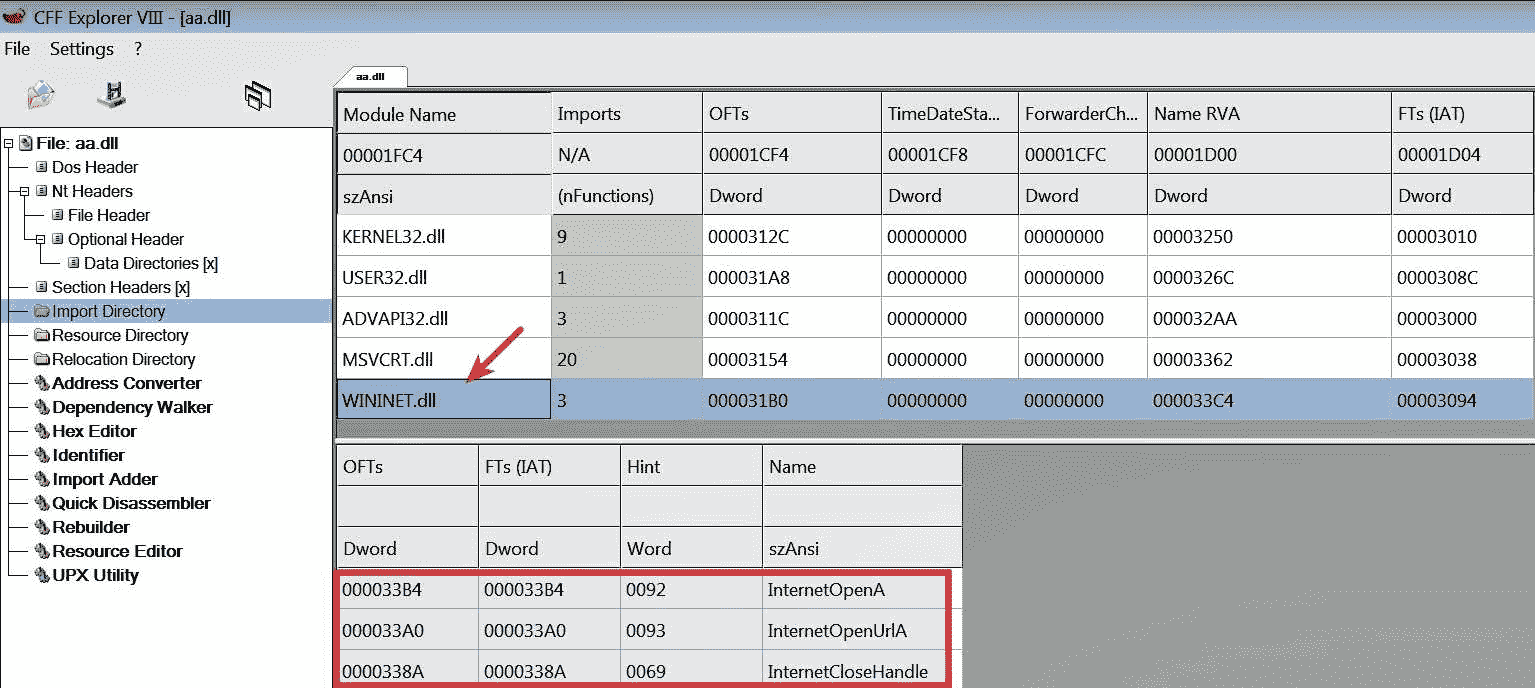 CFF Explorer VIII - [aa.dll]
File Settings ?
aa.dll
File: aa.dll
Dos Header
Nt Headers
File Header
Optional Header
Data Directories [x]
Section Headers [x]
Import Directory
Resource Directory
Relocation Directory
Address Converter
Dependency Walker
Hex Editor
Identifier
Import Adder
Quick Disassembler
Rebuilder
Resource Editor
UPX Utility
Module Name Imports OFTs TimeDateSta... ForwarderCh... Name RVA FTs (IAT)
00001FC4 N/A 00001CF4 00001CF8 00001CFC 00001D00 00001D04
szAnsi (nFunctions) Dword Dword Dword Dword Dword
KERNEL32.dll 9 0000312C 00000000 00000000 00003250 00003010
USER32.dll 1 000031A8 00000000 00000000 0000326C 0000308C
ADVAPI32.dll 3 0000311C 00000000 00000000 000032AA 00003000
MSVCRT.dll 20 00003154 00000000 00000000 00003362 00003038
WININET.dll 3 000031B0 00000000 00000000 000033C4 00003094
OFTs FTs (IAT) Hint Name
Dword Dword Word szAnsi
000033B4 000033B4 0092 InternetOpenA
000033A0 000033A0 0093 InternetOpenUrlA
0000338A 0000338A 0069 InternetCloseHandle